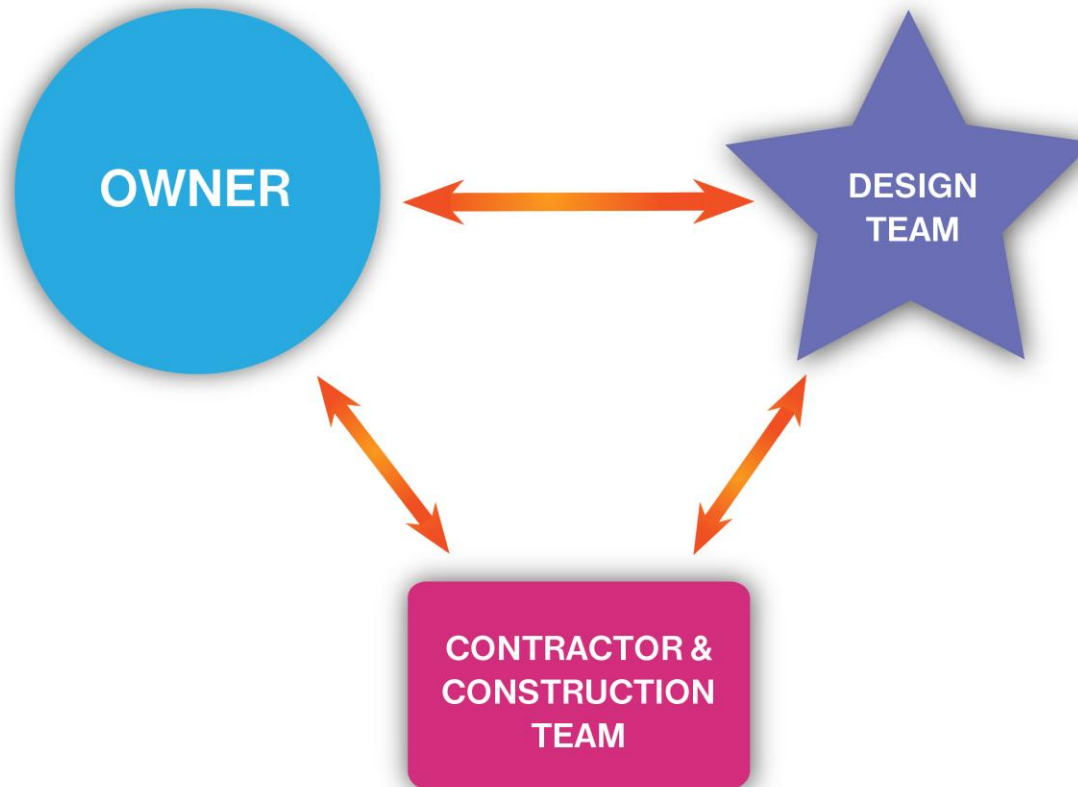 OWNER
DESIGN
TEAM
CONTRACTOR &
CONSTRUCTION
TEAM